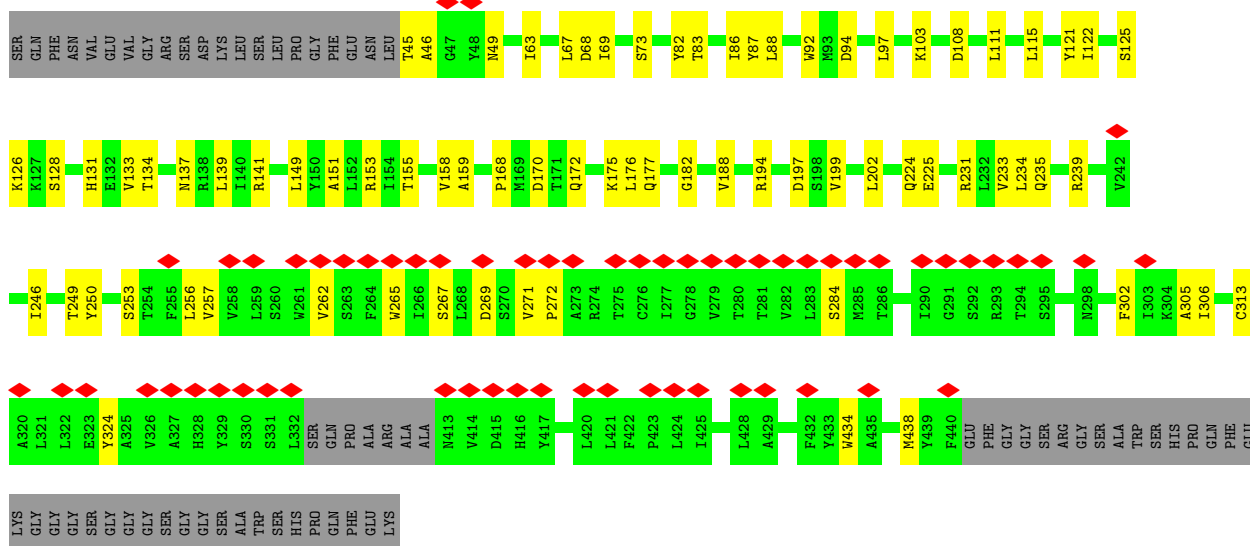 SER GLN PHE ASN VAL GLU VAL GLY ARG SER ASP LYS LEU SER LEU PRO GLY PHE GLU ASN LEU T45 A46 G47 Y48 N49 I63 L67 D68 I69 S73 Y82 T83 I86 Y87 L88 W92 M93 D94 L97 K103 D108 L111 L115 Y121 I122 S125
K126 K127 S128 H131 E132 V133 T134 N137 R138 L139 I140 R141 L149 Y150 A151 L152 R153 I154 T155 V158 A159 P168 M169 D170 T171 Q172 K175 L176 Q177 G182 V188 R194 D197 S198 V199 L202 Q224 E225 R231 L232 V233 L234 Q235 R239 V242
I246 T249 Y250 S253 T254 F255 L256 V257 V258 L259 S260 W261 V262 S263 F264 W265 I266 S267 L268 D269 S270 V271 P272 A273 R274 T275 C276 I277 G278 V279 T280 T281 V282 L283 S284 M285 T286 I290 G291 S292 R293 T294 S295 N298 F302 I303 K304 A305 I306 C313
A320 L321 L322 E323 Y324 A325 V326 A327 H328 Y329 S330 S331 L332 SER GLN PRO ALA ARG ALA ALA N413 V414 D415 H416 Y417 L420 L421 F422 P423 L424 I425 L428 A429 F432 Y433 W434 A435 M438 Y439 F440 GLU PHE GLY GLY SER ARG GLY SER ALA TRP SER HIS PRO GLN PHE GLU
LYS GLY GLY GLY SER GLY GLY GLY SER GLY GLY SER ALA TRP SER HIS PRO GLN PHE GLU LYS